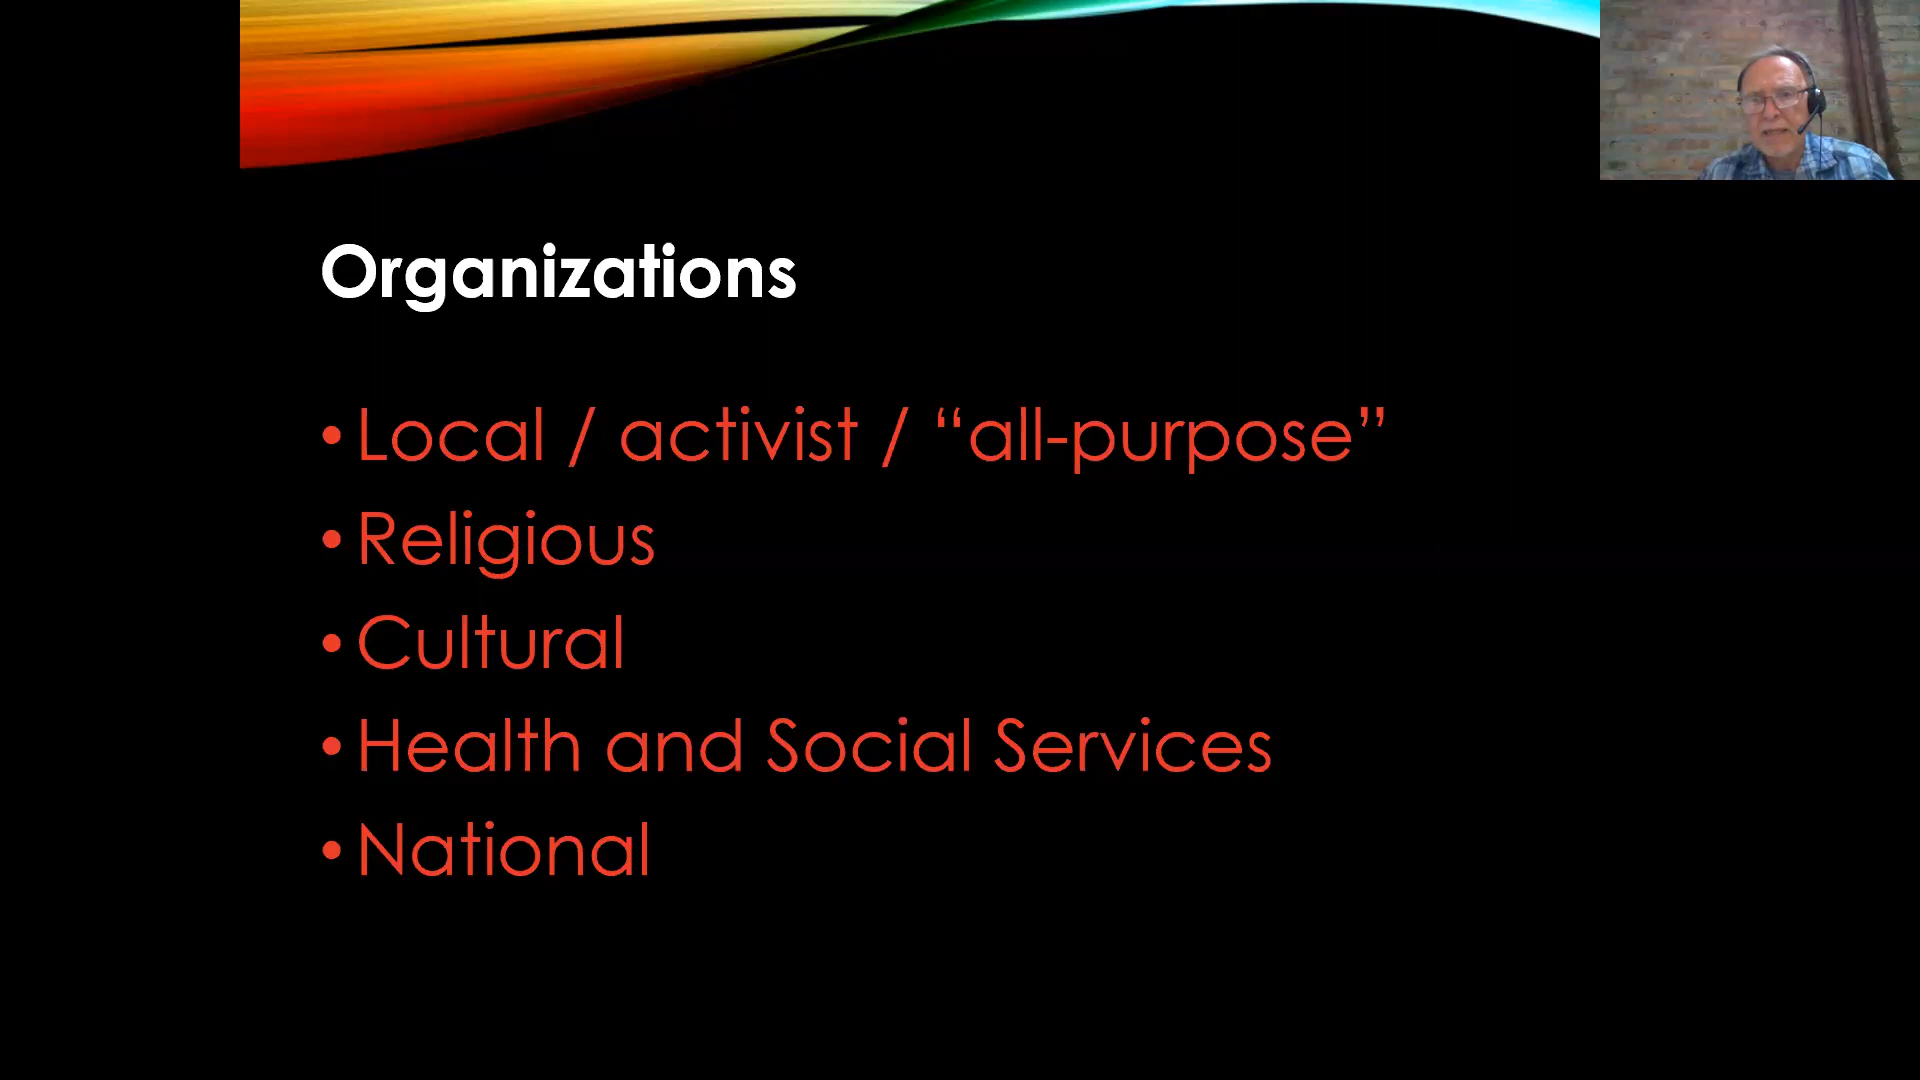 Organizations
• Local / activist / “all-purpose”
• Religious
• Cultural
• Health and Social Services
• National